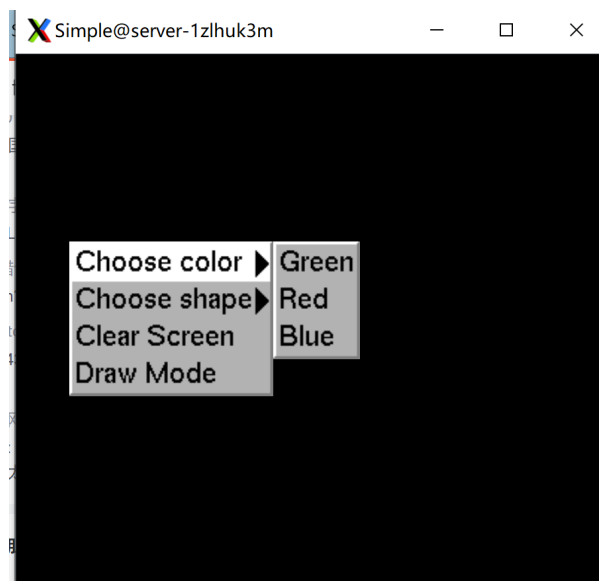 Simple@server-1zlhuk3m
Choose color
Choose shape
Clear Screen
Draw Mode
Green
Red
Blue